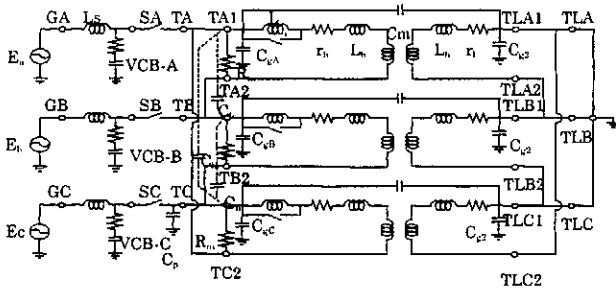 GA Ls SA TA TA1 TLA1 TLA
Ea VCB-A CgA rh Lh Cm Lh rl Cg2
R TA2 TLA2
GB SB TB TLB1
Eb VCB-B CgB Cg2 TLB
TB2 TLB2
GC SC TC TLC1 TLC
Ec VCB-C Cp Rm CgC Cg2
TC2 TLC2